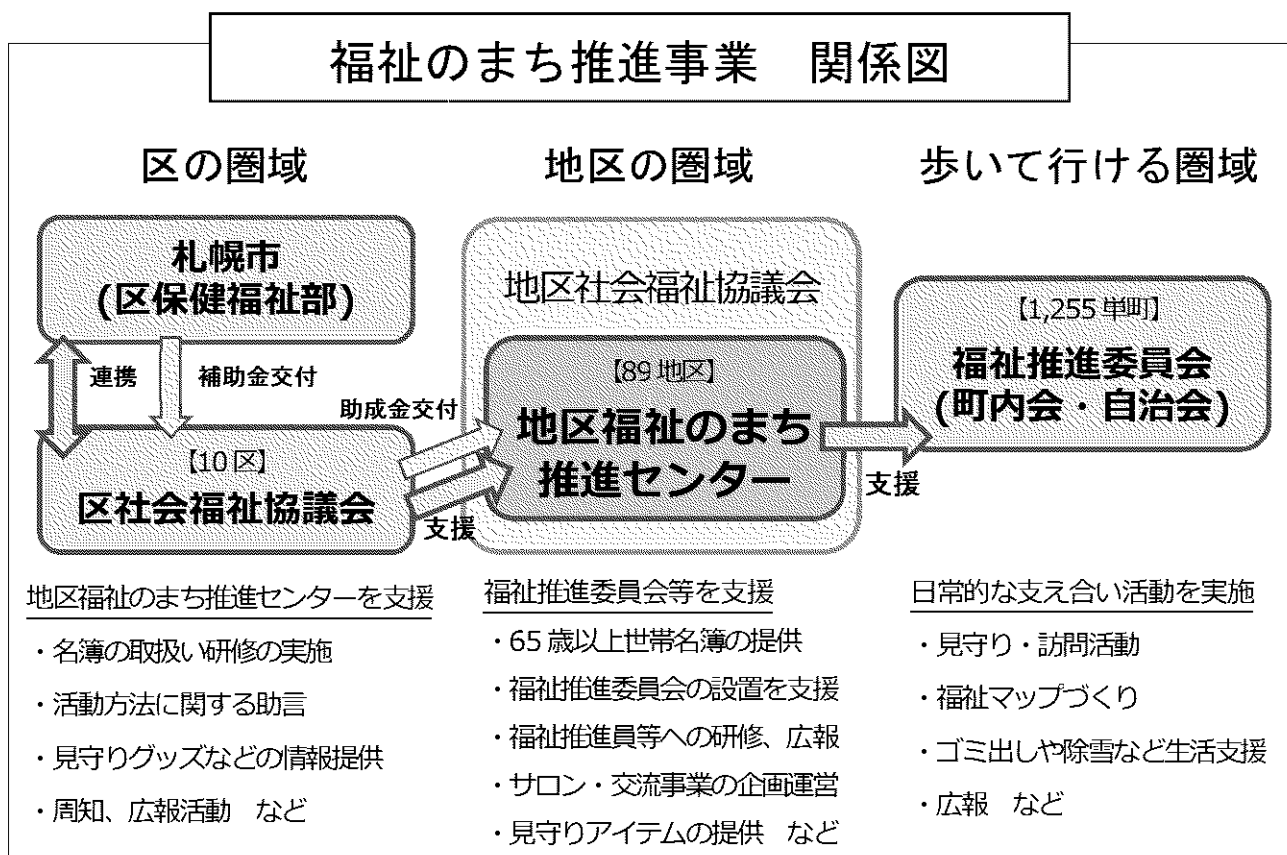 福祉のまち推進事業　関係図
区の圏域
地区の圏域
歩いて行ける圏域
札幌市
(区保健福祉部)
連携
補助金交付
【10区】
区社会福祉協議会
助成金交付
支援
地区社会福祉協議会
【89地区】
地区福祉のまち
推進センター
支援
【1,255単町】
福祉推進委員会
(町内会・自治会)
地区福祉のまち推進センターを支援
・名簿の取扱い研修の実施
・活動方法に関する助言
・見守りグッズなどの情報提供
・周知、広報活動　など
福祉推進委員会等を支援
・65歳以上世帯名簿の提供
・福祉推進委員会の設置を支援
・福祉推進員等への研修、広報
・サロン・交流事業の企画運営
・見守りアイテムの提供　など
日常的な支え合い活動を実施
・見守り・訪問活動
・福祉マップづくり
・ゴミ出しや除雪など生活支援
・広報　など